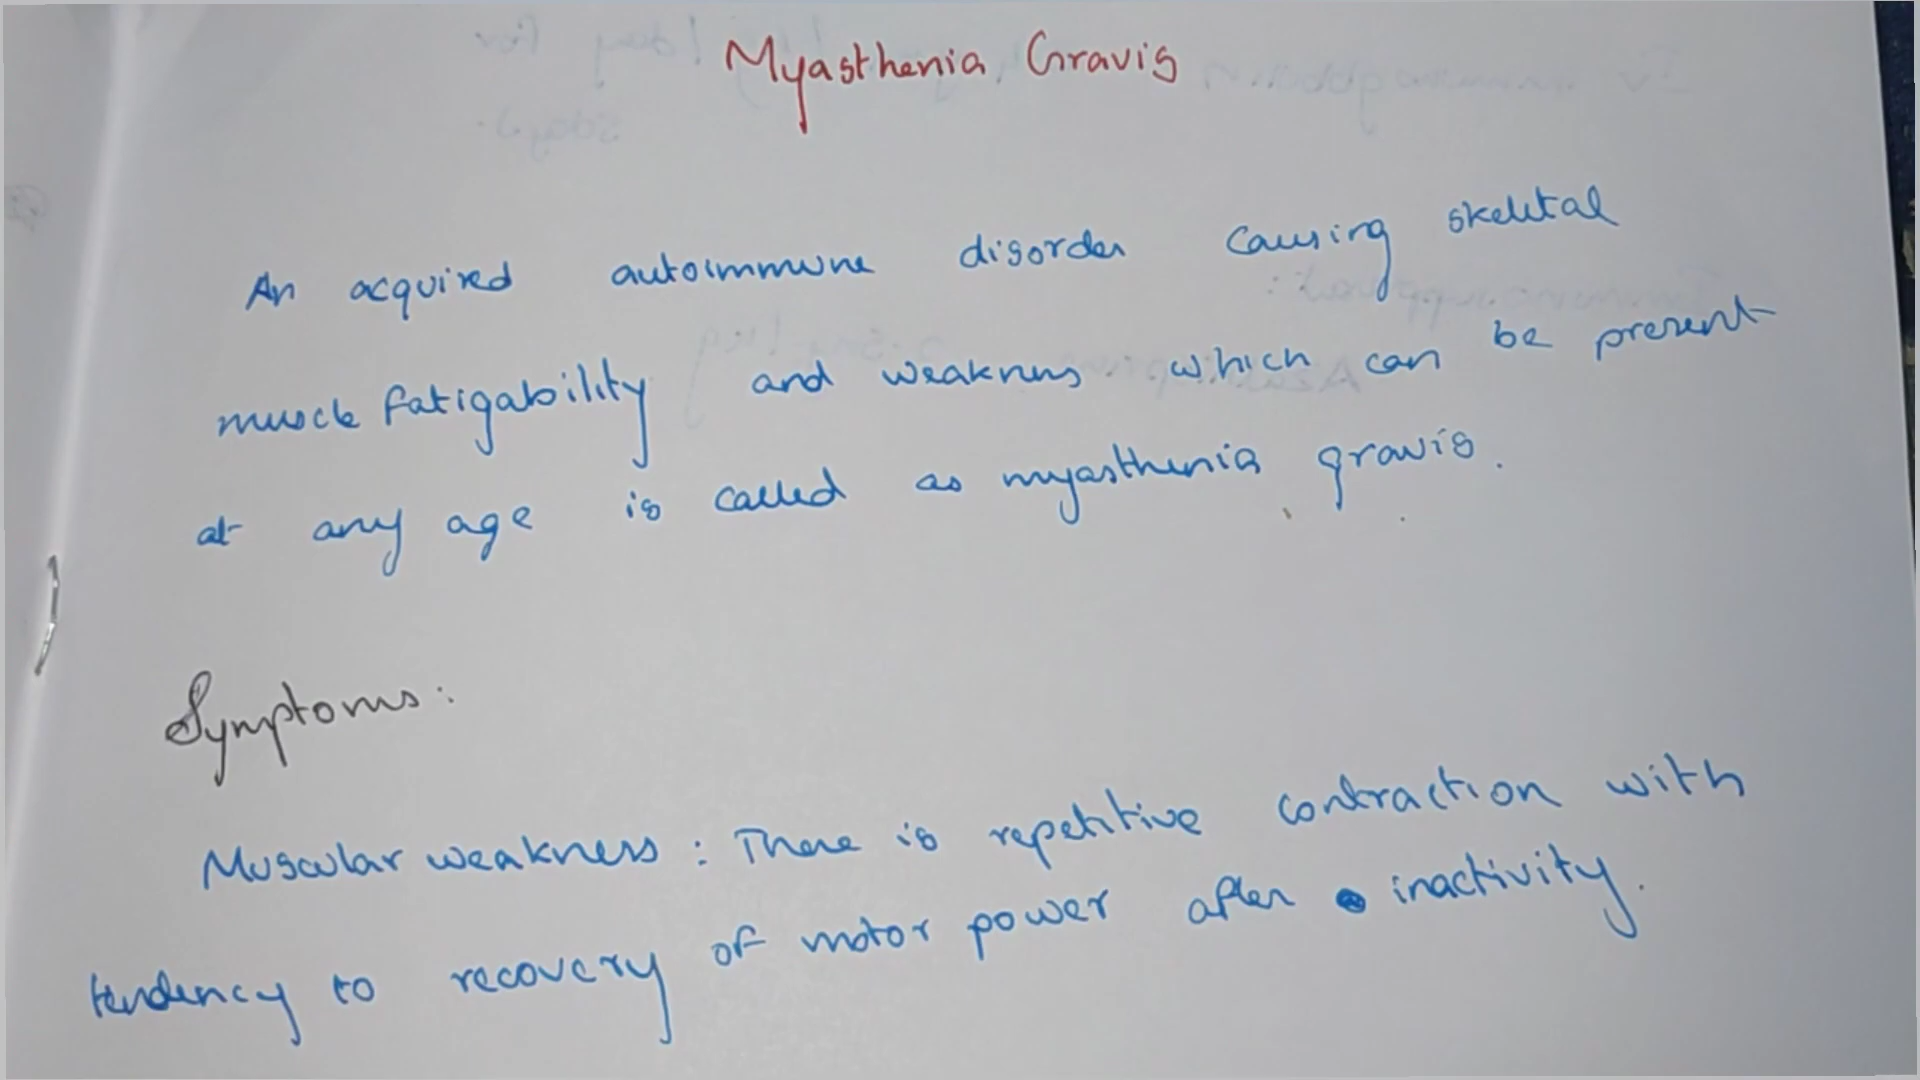 Myasthenia Gravis
An acquired autoimmune disorder causing skeletal
muscle fatigability and weakness which can be present
at any age is called as myasthenia gravis.
Symptoms:
Muscular weakness: There is repetitive contraction with
tendency to recovery of motor power after inactivity.